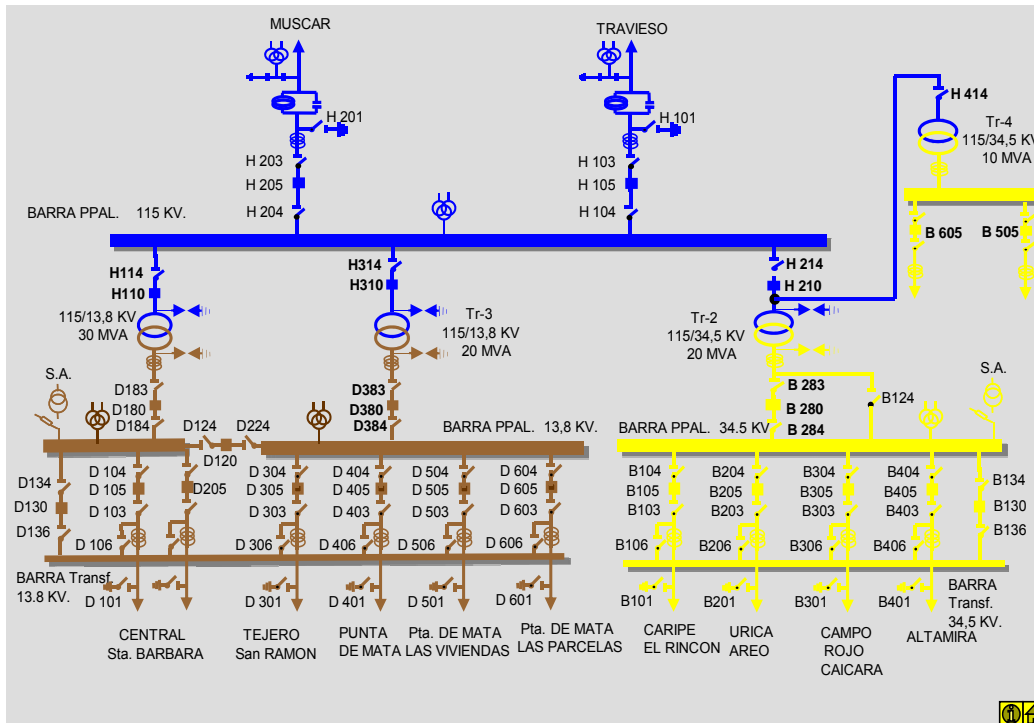 MUSCAR
TRAVIESO
H 201
H 101
H 414
Tr-4
115/34,5 KV
10 MVA
H 203
H 205
H 204
H 103
H 105
H 104
B 605
B 505
BARRA PPAL. 115 KV.
H114
H110
H314
H310
H 214
H 210
115/13,8 KV
30 MVA
Tr-3
115/13,8 KV
20 MVA
Tr-2
115/34,5 KV
20 MVA
S.A.
D183
D180
D184
D383
D380
D384
B 283
B 280
B 284
B124
S.A.
D124
D224
D120
BARRA PPAL. 13,8 KV.
BARRA PPAL. 34.5 KV
D134
D130
D136
D 104
D 105
D 103
D205
D 304
D 305
D 303
D 404
D 405
D 403
D 504
D 505
D 503
D 604
D 605
D 603
B104
B105
B103
B204
B205
B203
B304
B305
B303
B404
B405
B403
B134
B130
B136
D 106
D 306
D 406
D 506
D 606
B106
B206
B306
B406
BARRA Transf.
13.8 KV.
D 101
D 301
D 401
D 501
D 601
B101
B201
B301
B401
BARRA
Transf.
34,5 KV.
CENTRAL
Sta. BARBARA
TEJERO
San RAMON
PUNTA
DE MATA
Pta. DE MATA
LAS VIVIENDAS
Pta. DE MATA
LAS PARCELAS
CARIPE
EL RINCON
URICA
AREO
CAMPO
ROJO
CAICARA
ALTAMIRA